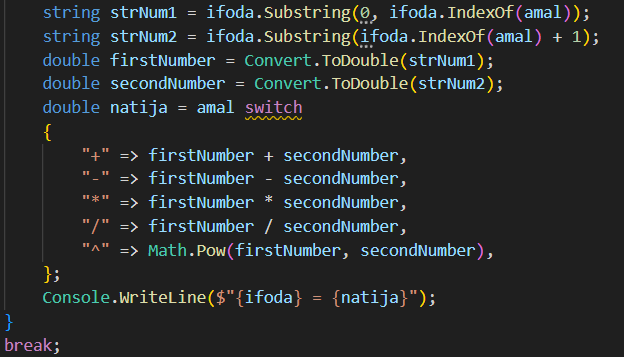 string strNum1 = ifoda.Substring(0, ifoda.IndexOf(amal));
string strNum2 = ifoda.Substring(ifoda.IndexOf(amal) + 1);
double firstNumber = Convert.ToDouble(strNum1);
double secondNumber = Convert.ToDouble(strNum2);
double natija = amal switch
{
"+" => firstNumber + secondNumber,
"-" => firstNumber - secondNumber,
"*" => firstNumber * secondNumber,
"/" => firstNumber / secondNumber,
"^" => Math.Pow(firstNumber, secondNumber),
};
Console.WriteLine($"{ifoda} = {natija}");
}
break;